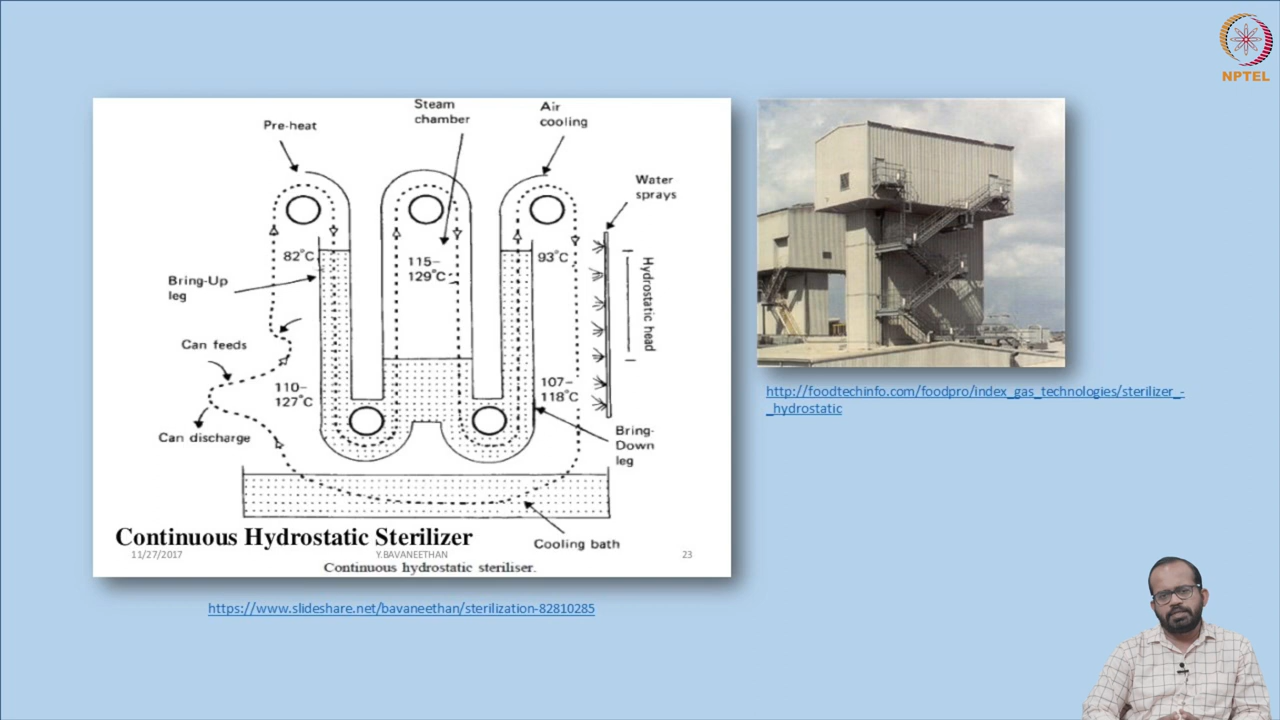 NPTEL
Steam
chamber
Air
cooling
Pre-heat
Water
sprays
82°C
115–
129°C
93°C
Bring-Up
leg
Hydrostatic head
Can feeds
110–
127°C
107–
118°C
Can discharge
Bring-
Down
leg
Continuous Hydrostatic Sterilizer
Cooling bath
11/27/2017
Y.BAVANEETHAN
23
Continuous hydrostatic steriliser.
http://foodtechinfo.com/foodpro/index_gas_technologies/sterilizer_-
_hydrostatic
https://www.slideshare.net/bavaneethan/sterilization-82810285